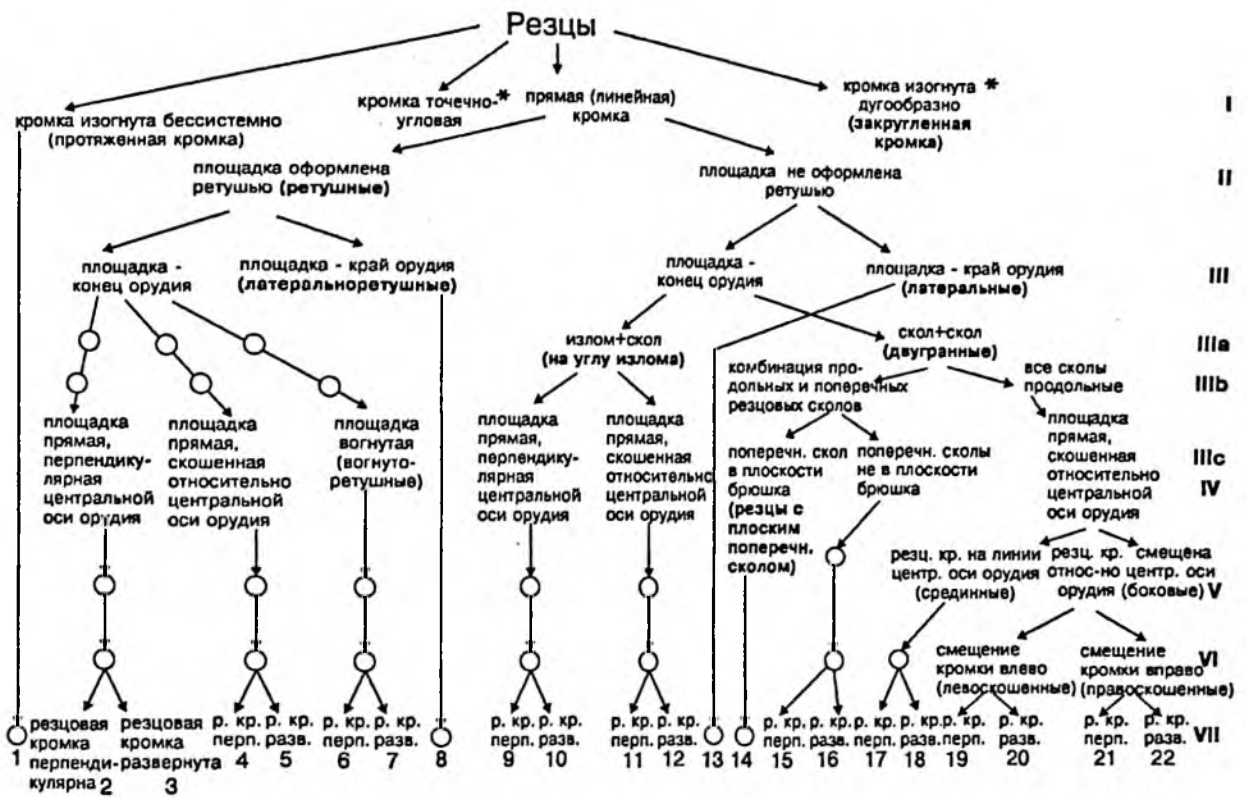 Резцы
кромка изогнута бессистемно
(протяженная кромка)
кромка точечно-*
угловая
прямая (линейная)
кромка
кромка изогнута *
дугообразно
(закругленная
кромка)
I
площадка оформлена
ретушью (ретушные)
площадка не оформлена
ретушью
II
площадка -
конец орудия
площадка - край орудия
(латеральноретушные)
площадка -
конец орудия
площадка - край орудия
(латеральные)
III
излом+скол
(на углу излома)
скол+скол
(двугранные)
IIIa
комбинация про-
дольных и поперечных
резцовых сколов
все сколы
продольные
IIIb
площадка
прямая,
перпендику-
лярная
центральной
оси орудия
площадка
прямая,
скошенная
относительно
центральной
оси орудия
площадка
вогнутая
(вогнуто-
ретушные)
площадка
прямая,
перпендику-
лярная
центральной
оси орудия
площадка
прямая,
скошенная
относительно
центральной
оси орудия
поперечн. скол
в плоскости
брюшка
(резцы с
плоским
поперечн.
сколом)
поперечн. сколы
не в плоскости
брюшка
площадка
прямая,
скошенная
относительно
центральной
оси орудия
IIIc
IV
резц. кр. на линии
центр. оси орудия
(срединные)
резц. кр. смещена
относ-но центр. оси
орудия (боковые)
V
смещение
кромки влево
(левоскошенные)
смещение
кромки вправо
(правоскошенные)
VI
резцовая
кромка
перпенди-
кулярна
резцовая
кромка
развернута
р. кр.
перп.
р. кр.
разв.
р. кр.
перп.
р. кр.
разв.
р. кр.
перп.
р. кр.
разв.
р. кр.
перп.
р. кр.
разв.
р. кр.
перп.
р. кр.
разв.
р. кр.
перп.
р. кр.
разв.
р. кр.
перп.
р. кр.
разв.
р. кр.
перп.
р. кр.
разв.
VII
1 2 3 4 5 6 7 8 9 10 11 12 13 14 15 16 17 18 19 20 21 22